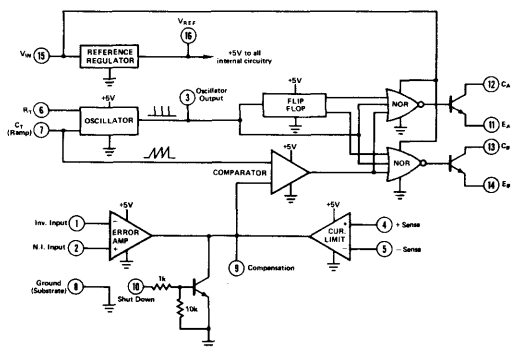 VREF
16
VIN 15
REFERENCE REGULATOR
+5V to all internal circuitry
12 CA
11 EA
13 CB
14 EB
RT 6
CT (Ramp) 7
+5V
OSCILLATOR
3 Oscillator Output
+5V
FLIP FLOP
NOR
NOR
+5V
COMPARATOR
Inv. Input 1
N.I. Input 2
+5V
− ERROR AMP +
+5V
+ CUR. LIMIT −
4 + Sense
5 − Sense
9 Compensation
Ground (Substrate) 8
10 Shut Down
1k
10k